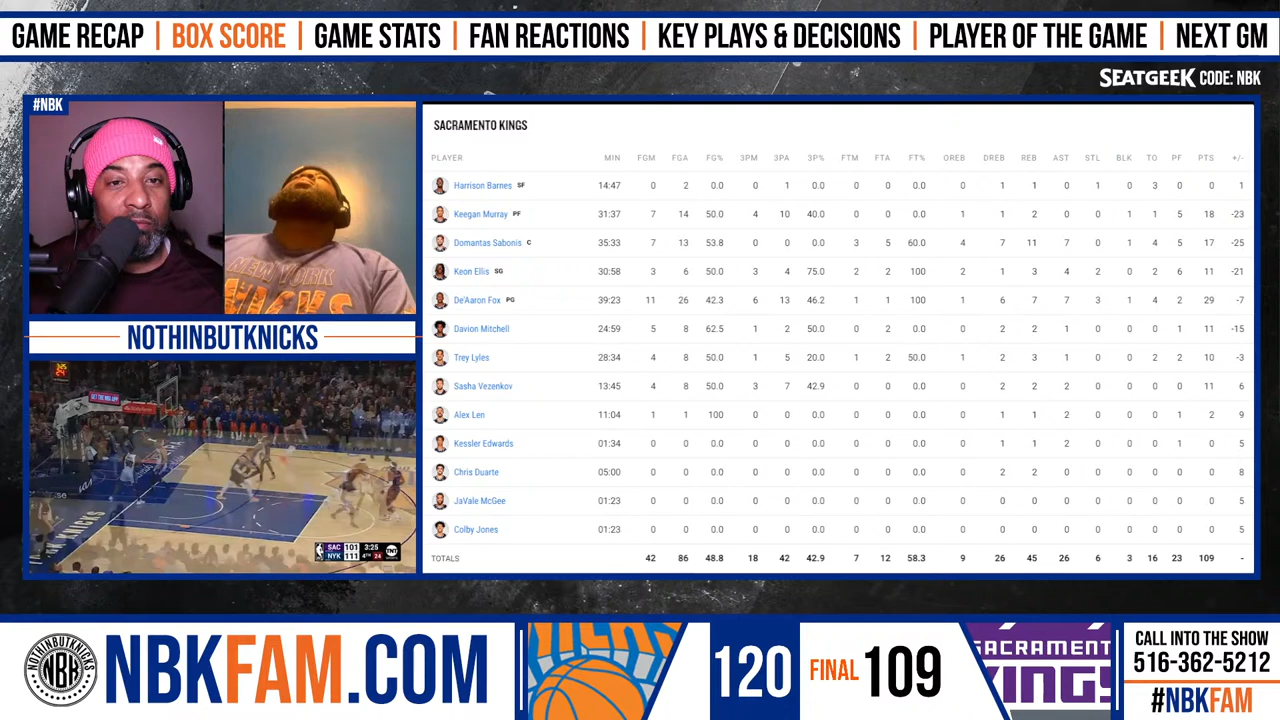 GAME RECAP | BOX SCORE | GAME STATS | FAN REACTIONS | KEY PLAYS & DECISIONS | PLAYER OF THE GAME | NEXT GM
SEATGEEK CODE: NBK
#NBK
NEW YORK
KNICKS
NOTHINBUTKNICKS
GET THE NBA APP
KNICKS
SAC 101 3:25
NYK 111 4TH 24
TNT
SACRAMENTO KINGS
PLAYER MIN FGM FGA FG% 3PM 3PA 3P% FTM FTA FT% OREB DREB REB AST STL BLK TO PF PTS +/-
Harrison Barnes SF 14:47 0 2 0.0 0 1 0.0 0 0 0.0 0 1 1 0 1 0 3 0 0 1
Keegan Murray PF 31:37 7 14 50.0 4 10 40.0 0 0 0.0 1 1 2 0 0 1 1 5 18 -23
Domantas Sabonis C 35:33 7 13 53.8 0 0 0.0 3 5 60.0 4 7 11 7 0 1 4 5 17 -25
Keon Ellis SG 30:58 3 6 50.0 3 4 75.0 2 2 100 2 1 3 4 2 0 2 6 11 -21
De'Aaron Fox PG 39:23 11 26 42.3 6 13 46.2 1 1 100 1 6 7 7 3 1 4 2 29 -7
Davion Mitchell 24:59 5 8 62.5 1 2 50.0 0 0 0.0 0 2 2 1 0 0 0 1 11 -15
Trey Lyles 28:34 4 8 50.0 1 5 20.0 1 2 50.0 1 2 3 1 0 0 2 2 10 -3
Sasha Vezenkov 13:45 4 8 50.0 3 7 42.9 0 0 0.0 0 2 2 2 0 0 0 0 11 6
Alex Len 11:04 1 1 100 0 0 0.0 0 0 0.0 0 1 1 2 0 0 0 1 2 9
Kessler Edwards 01:34 0 0 0.0 0 0 0.0 0 0 0.0 0 1 1 2 0 0 0 1 0 5
Chris Duarte 05:00 0 0 0.0 0 0 0.0 0 0 0.0 0 2 2 0 0 0 0 0 0 8
JaVale McGee 01:23 0 0 0.0 0 0 0.0 0 0 0.0 0 0 0 0 0 0 0 0 0 5
Colby Jones 01:23 0 0 0.0 0 0 0.0 0 0 0.0 0 0 0 0 0 0 0 0 0 5
TOTALS 42 86 48.8 18 42 42.9 7 12 58.3 9 26 45 26 6 3 16 23 109 -
NOTHINBUTKNICKS
NBK
NBKFAM.COM
120 FINAL 109
SACRAMENT
KINGS
CALL INTO THE SHOW
516-362-5212
#NBKFAM